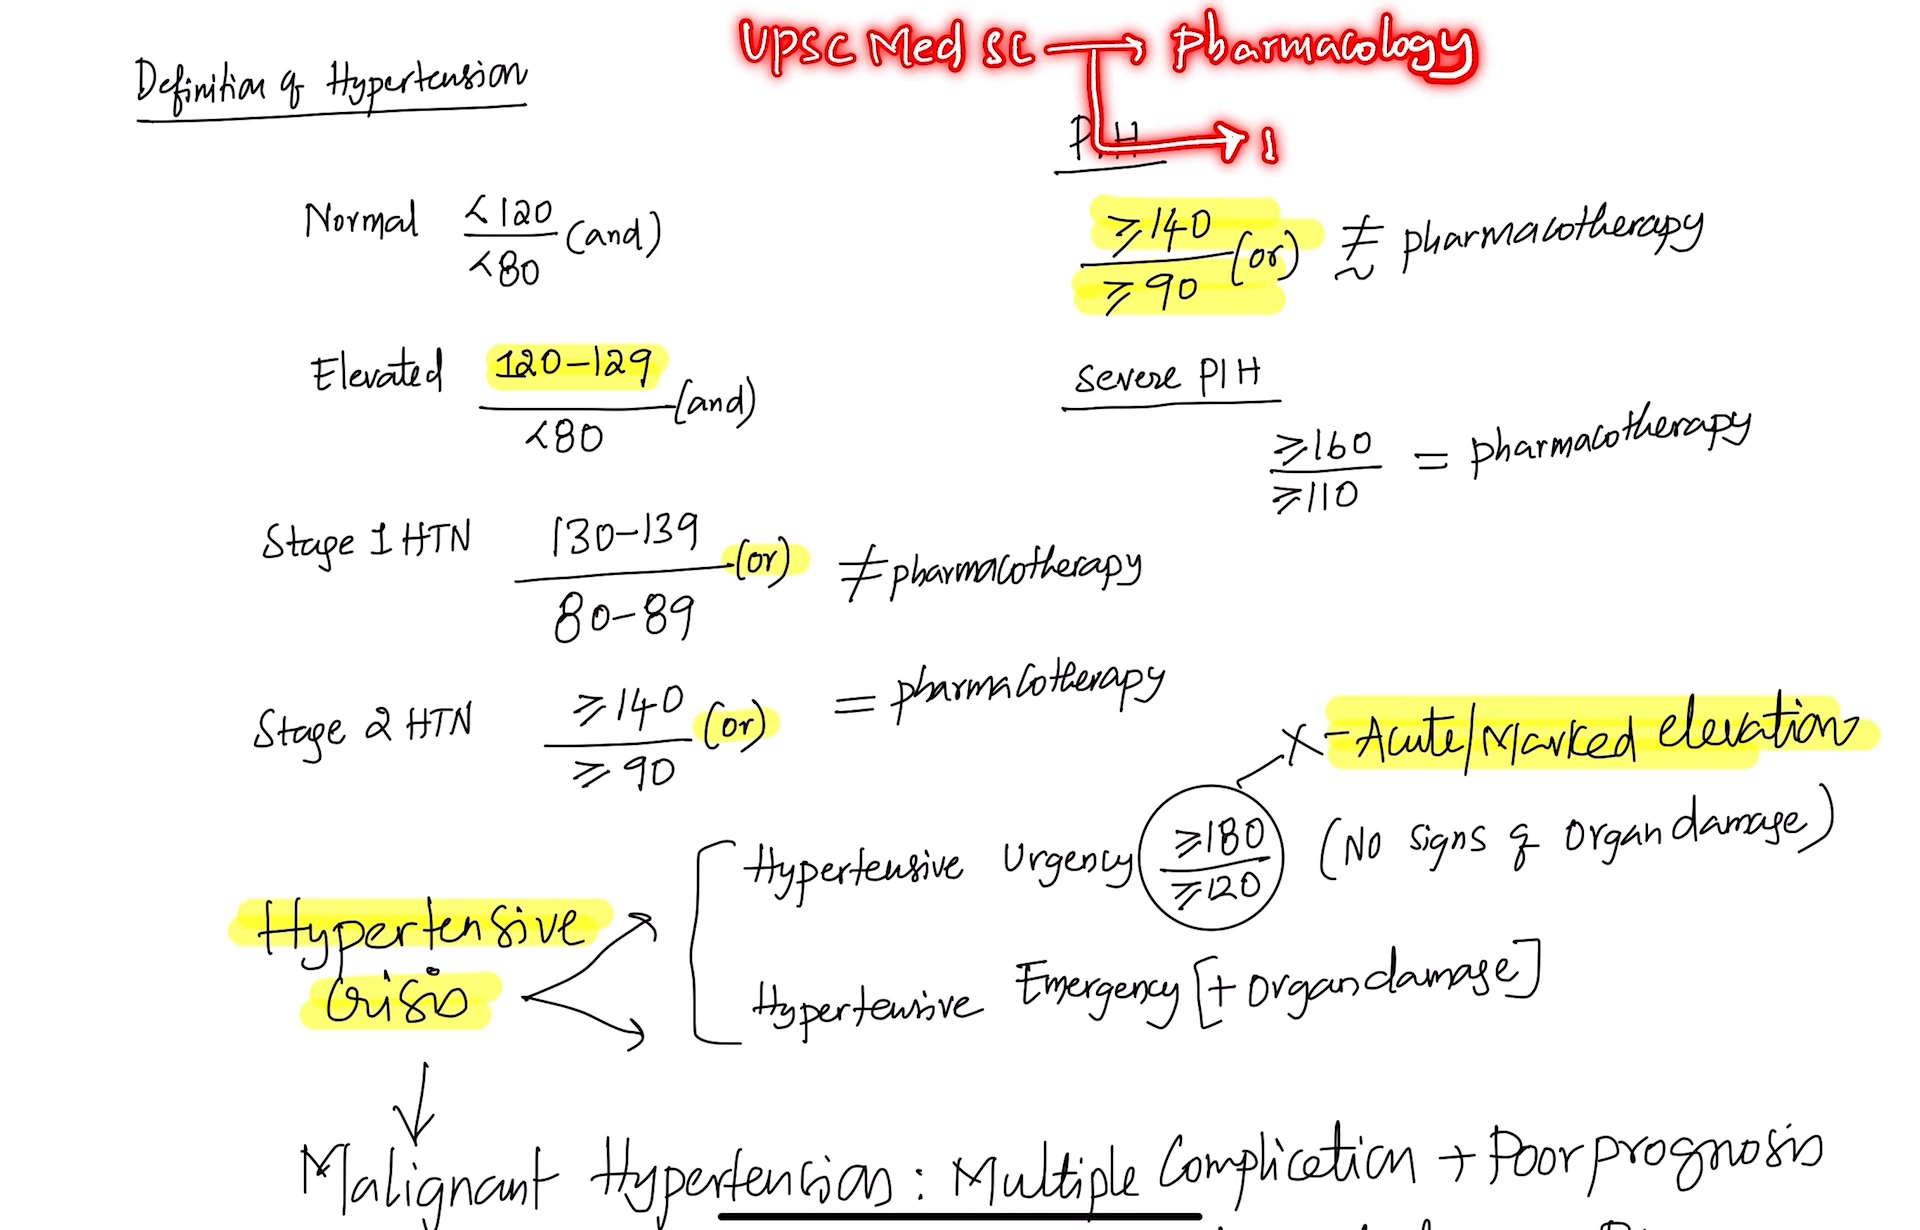 UPSC Med SC → Pharmacology
→ 1
Definition of Hypertension
PIH
Normal <120 / <80 (and)
≥140 / ≥90 (or) ≠ pharmacotherapy
Elevated 120-129 / <80 (and)
Severe PIH
≥160 / ≥110 = pharmacotherapy
Stage 1 HTN 130-139 / 80-89 (or) ≠ pharmacotherapy
Stage 2 HTN ≥140 / ≥90 (or) = pharmacotherapy
X - Acute/Marked elevation
Hypertensive Urgency ≥180 / ≥120 (No signs of organ damage)
Hypertensive Crisis
Hypertensive Emergency [+ Organ damage]
Malignant Hypertension : Multiple Complication + Poor prognosis